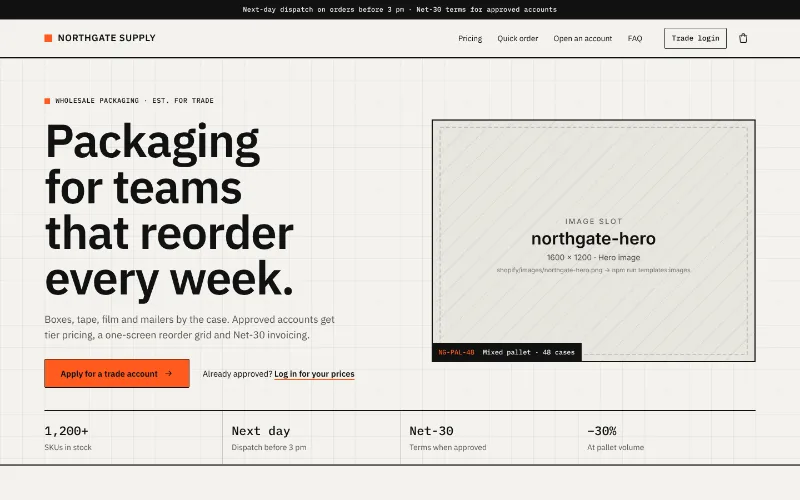 Next-day dispatch on orders before 3 pm · Net-30 terms for approved accounts
NORTHGATE SUPPLY
Pricing
Quick order
Open an account
FAQ
Trade login
WHOLESALE PACKAGING · EST. FOR TRADE
Packaging
for teams
that reorder
every week.
Boxes, tape, film and mailers by the case. Approved accounts get
tier pricing, a one-screen reorder grid and Net-30 invoicing.
Apply for a trade account →
Already approved? Log in for your prices
IMAGE SLOT
northgate-hero
1600 × 1200 · Hero image
shopify/images/northgate-hero.png → npm run templates:images
NG-PAL-48 Mixed pallet · 48 cases
1,200+
SKUs in stock
Next day
Dispatch before 3 pm
Net-30
Terms when approved
−30%
At pallet volume